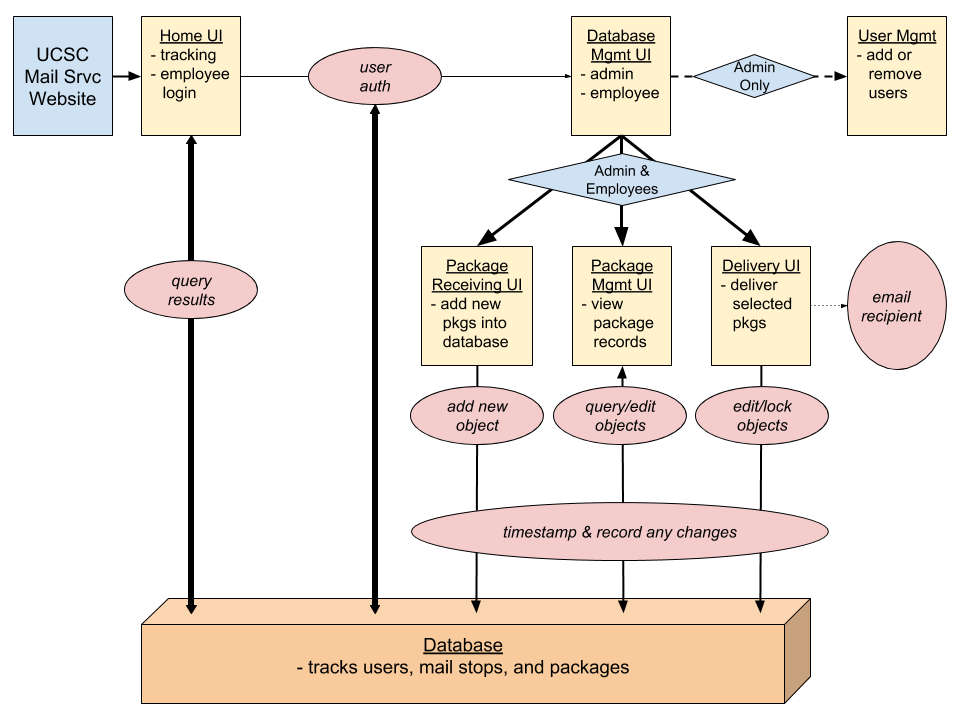 UCSC
Mail Srvc
Website
Home UI
- tracking
- employee
login
user
auth
Database
Mgmt UI
- admin
- employee
Admin
Only
User Mgmt
- add or
remove
users
Admin &
Employees
Package
Receiving UI
- add new
pkgs into
database
Package
Mgmt UI
- view
package
records
Delivery UI
- deliver
selected
pkgs
email
recipient
query
results
add new
object
query/edit
objects
edit/lock
objects
timestamp & record any changes
Database
- tracks users, mail stops, and packages